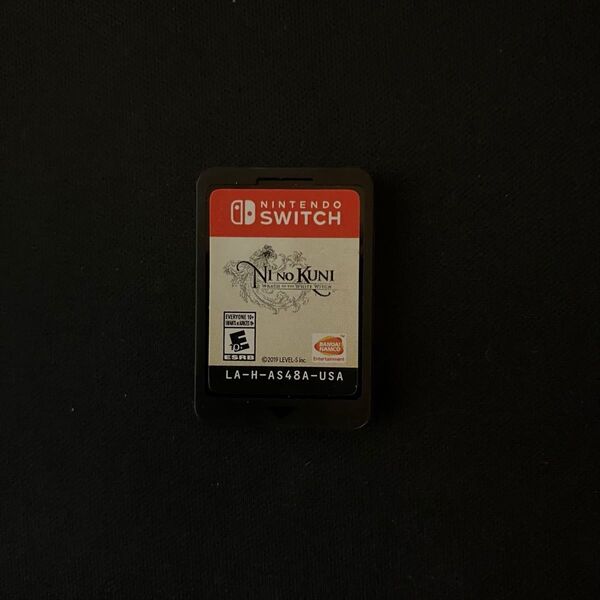 NINTENDO
SWITCH
NI NO KUNI
WRATH OF THE WHITE WITCH
EVERYONE 10+
E
10+
ESRB
©2019 LEVEL-5 Inc.
BANDAI
NAMCO
Entertainment
LA-H-AS48A-USA